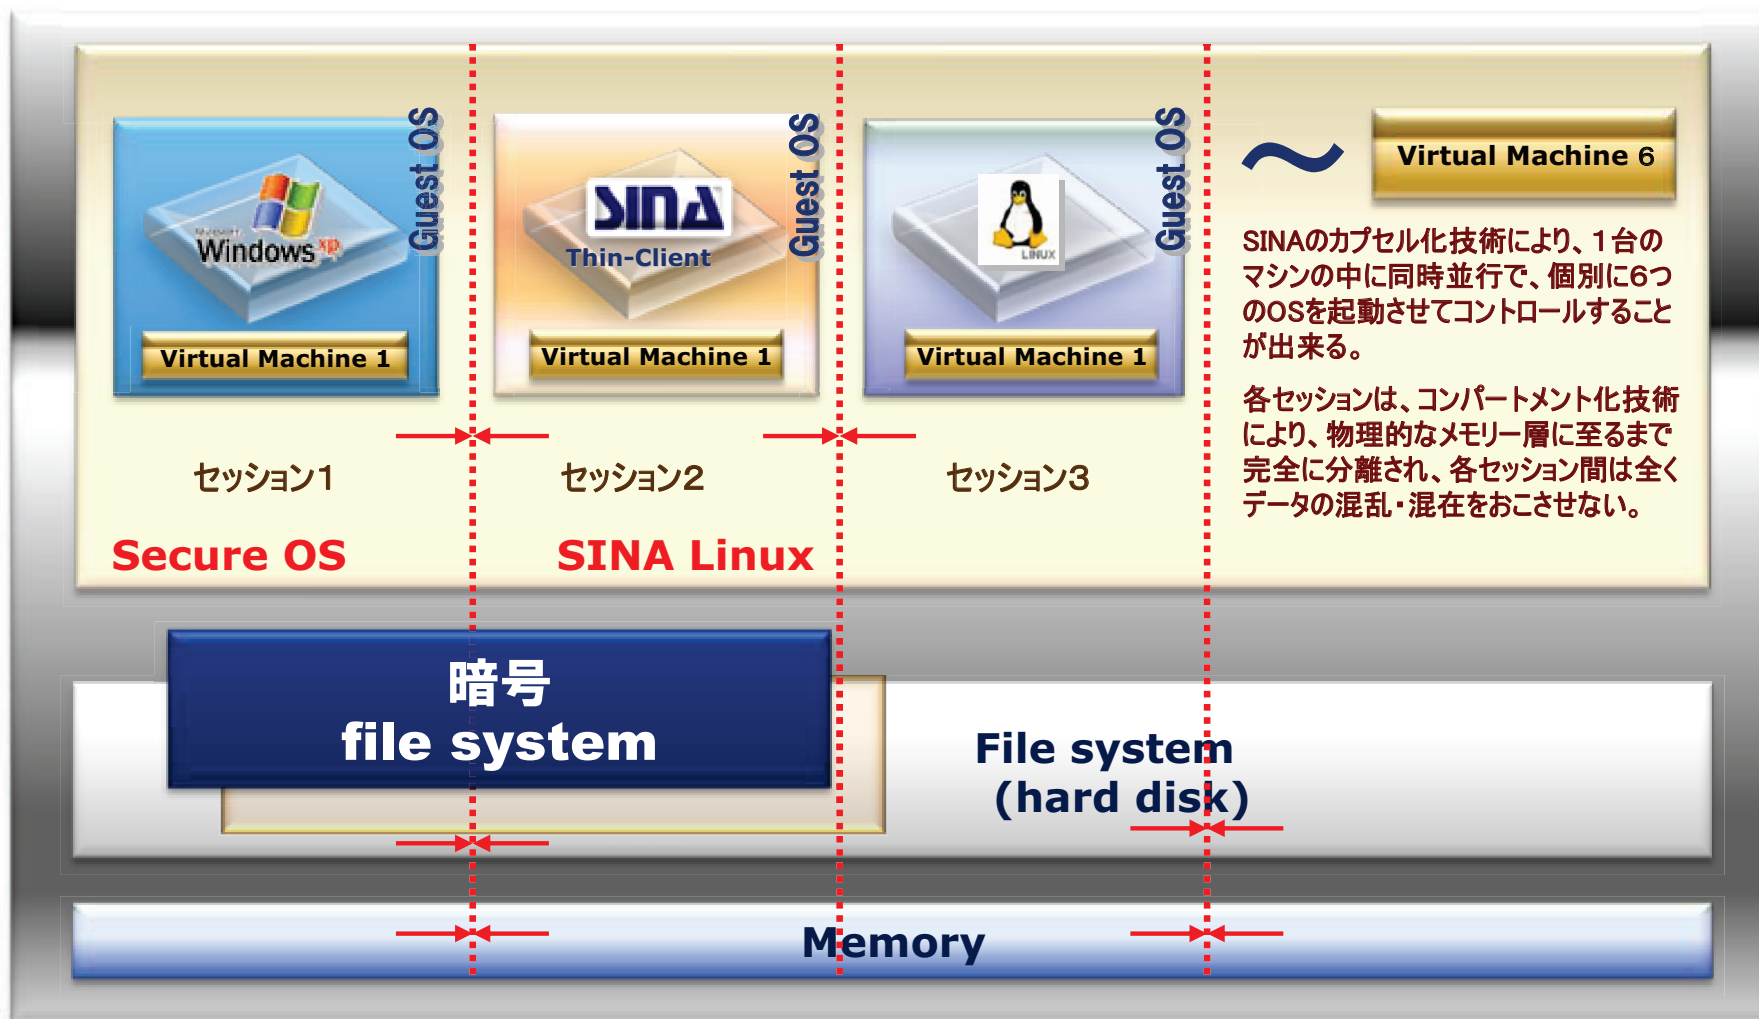 Guest OS
Microsoft
Windows xp
Virtual Machine 1
セッション1
Guest OS
SINA
Thin-Client
Virtual Machine 1
セッション2
Guest OS
LINUX
Virtual Machine 1
セッション3
～
Virtual Machine 6
SINAのカプセル化技術により、1台の
マシンの中に同時並行で、個別に6つ
のOSを起動させてコントロールすること
が出来る。
各セッションは、コンパートメント化技術
により、物理的なメモリー層に至るまで
完全に分離され、各セッション間は全く
データの混乱・混在をおこさせない。
Secure OS
SINA Linux
暗号
file system
File system
(hard disk)
Memory